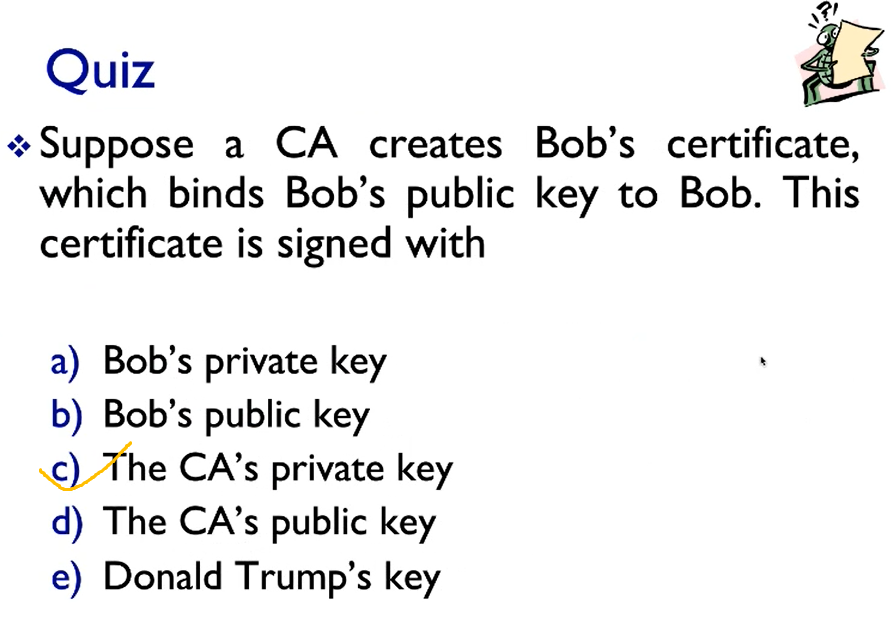 ?!
Quiz
❖ Suppose a CA creates Bob's certificate,
which binds Bob's public key to Bob. This
certificate is signed with
a) Bob's private key
b) Bob's public key
c) The CA's private key
d) The CA's public key
e) Donald Trump's key